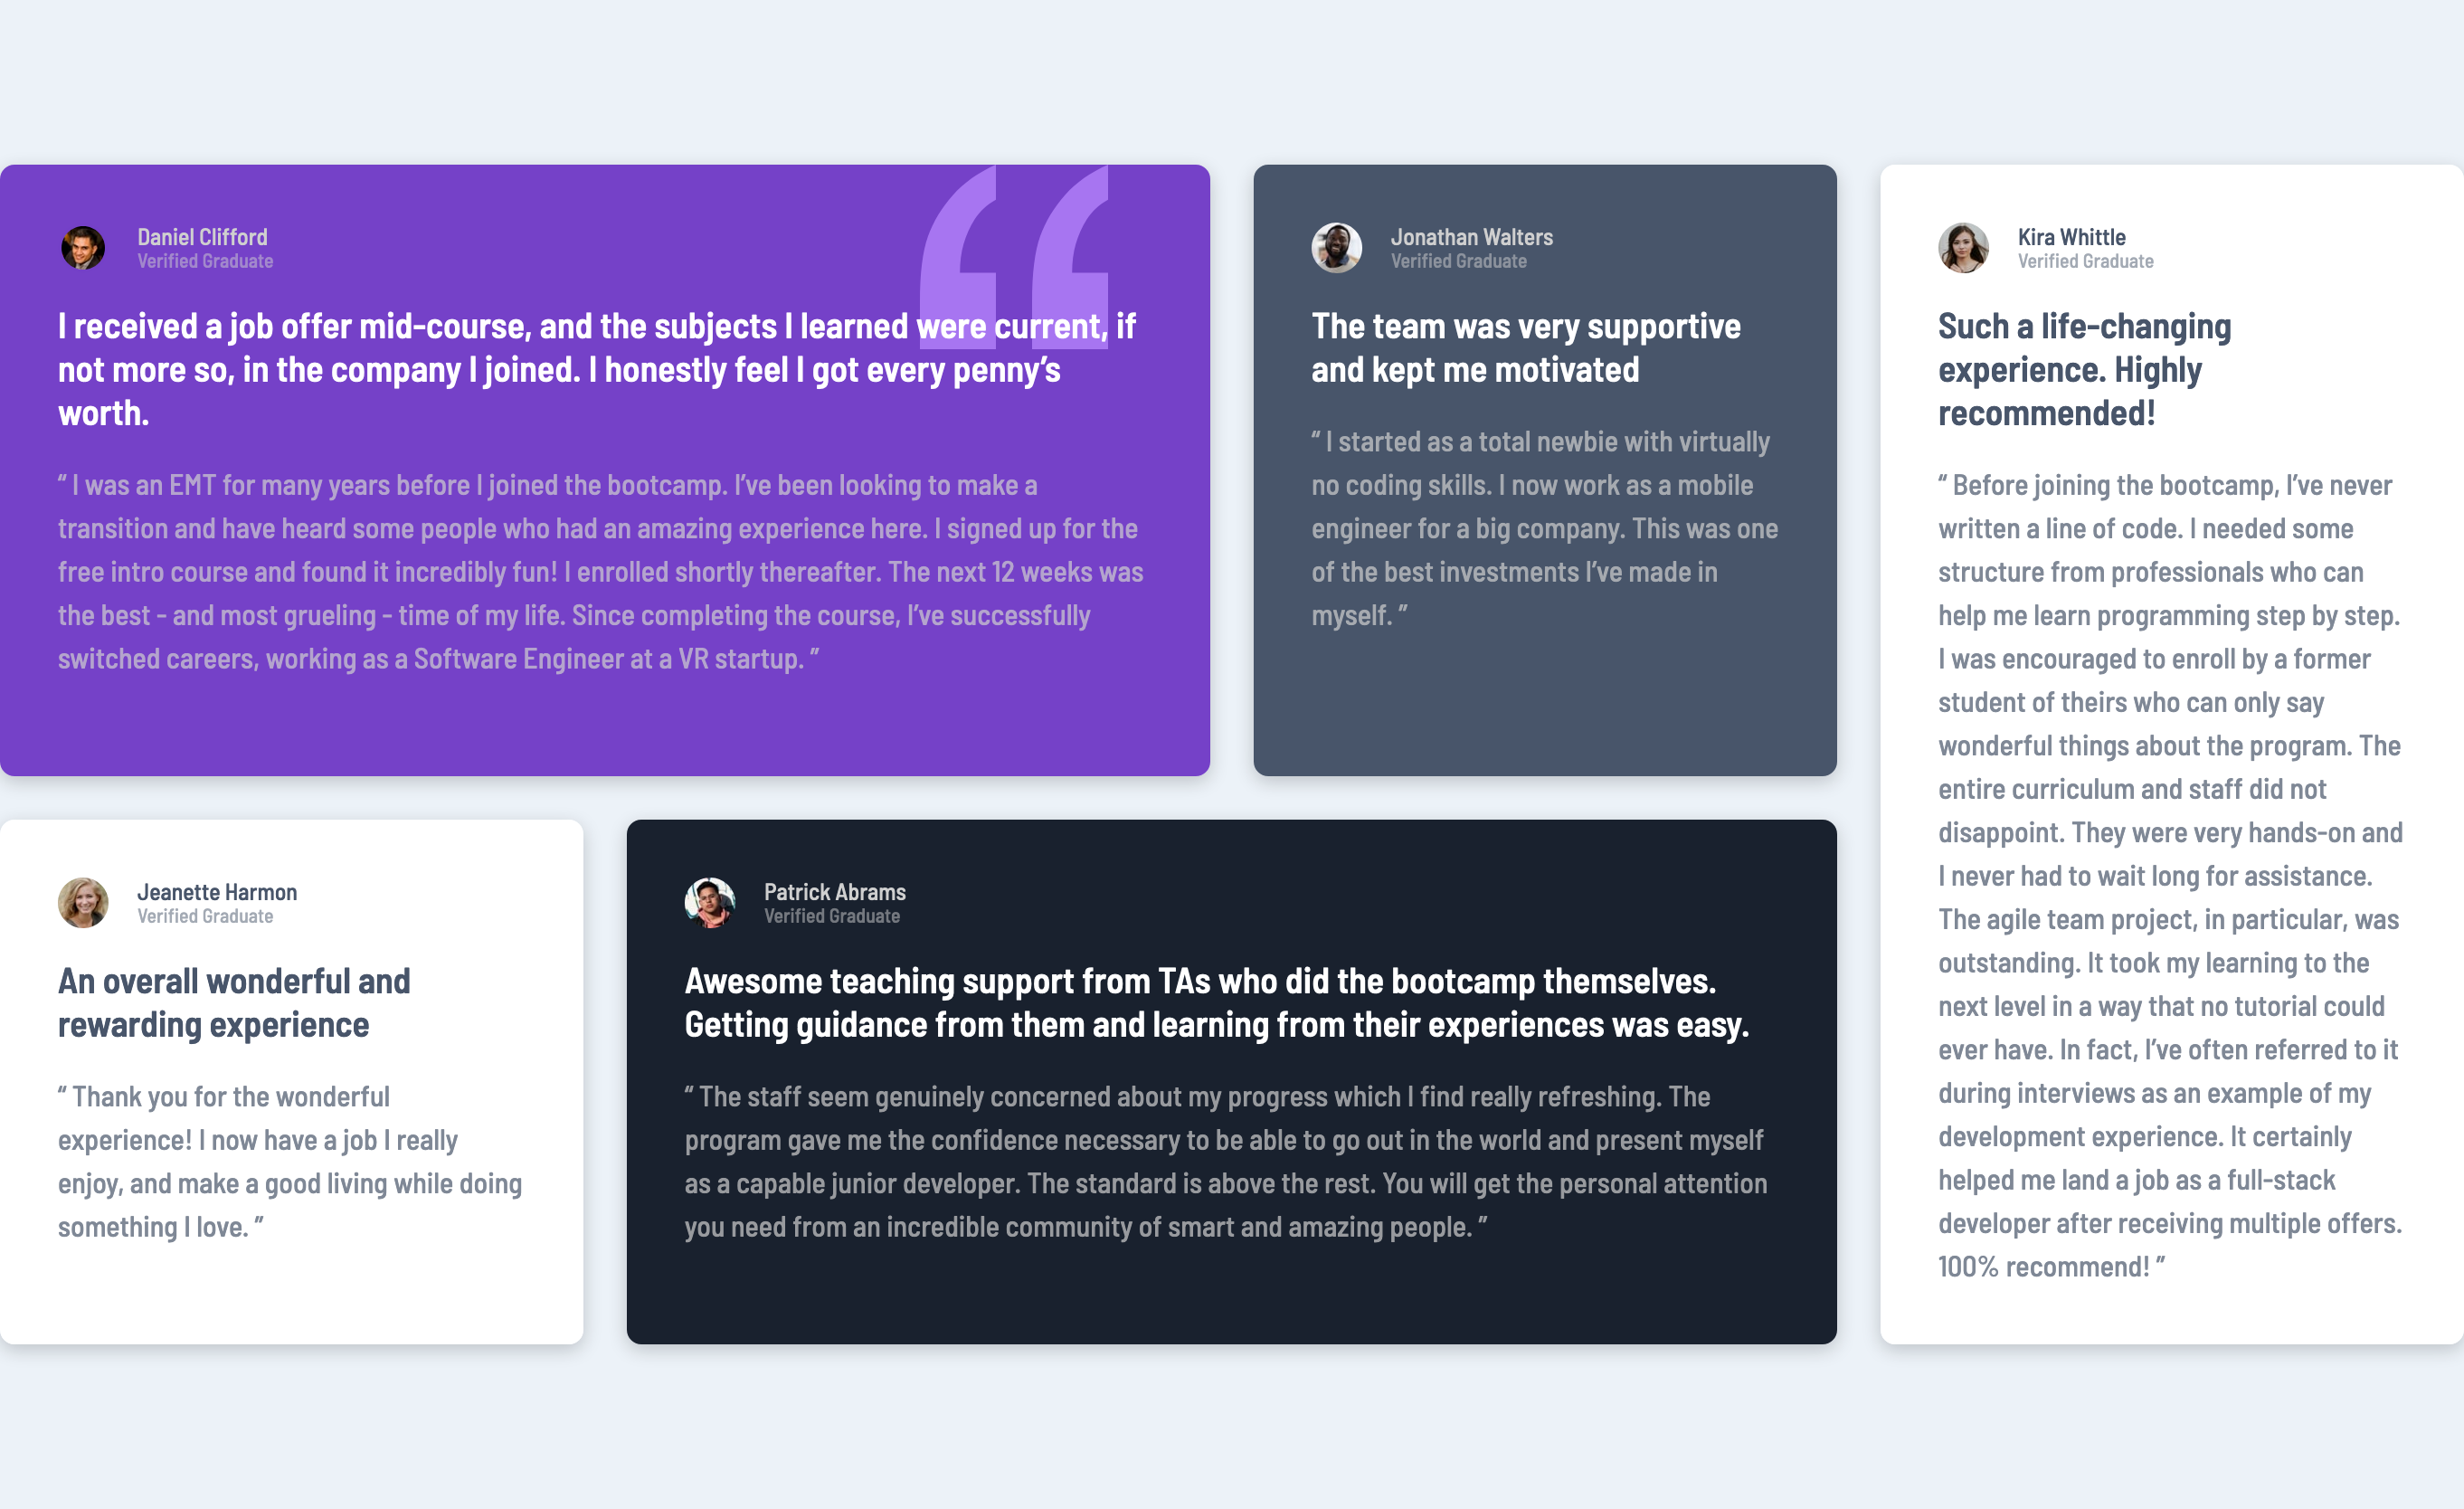 Daniel Clifford
Verified Graduate
I received a job offer mid-course, and the subjects I learned were current, if
not more so, in the company I joined. I honestly feel I got every penny’s
worth.
“ I was an EMT for many years before I joined the bootcamp. I’ve been looking to make a
transition and have heard some people who had an amazing experience here. I signed up for the
free intro course and found it incredibly fun! I enrolled shortly thereafter. The next 12 weeks was
the best - and most grueling - time of my life. Since completing the course, I’ve successfully
switched careers, working as a Software Engineer at a VR startup. ”
Jonathan Walters
Verified Graduate
The team was very supportive
and kept me motivated
“ I started as a total newbie with virtually
no coding skills. I now work as a mobile
engineer for a big company. This was one
of the best investments I’ve made in
myself. ”
Kira Whittle
Verified Graduate
Such a life-changing
experience. Highly
recommended!
“ Before joining the bootcamp, I’ve never
written a line of code. I needed some
structure from professionals who can
help me learn programming step by step.
I was encouraged to enroll by a former
student of theirs who can only say
wonderful things about the program. The
entire curriculum and staff did not
disappoint. They were very hands-on and
I never had to wait long for assistance.
The agile team project, in particular, was
outstanding. It took my learning to the
next level in a way that no tutorial could
ever have. In fact, I’ve often referred to it
during interviews as an example of my
development experience. It certainly
helped me land a job as a full-stack
developer after receiving multiple offers.
100% recommend! ”
Jeanette Harmon
Verified Graduate
An overall wonderful and
rewarding experience
“ Thank you for the wonderful
experience! I now have a job I really
enjoy, and make a good living while doing
something I love. ”
Patrick Abrams
Verified Graduate
Awesome teaching support from TAs who did the bootcamp themselves.
Getting guidance from them and learning from their experiences was easy.
“ The staff seem genuinely concerned about my progress which I find really refreshing. The
program gave me the confidence necessary to be able to go out in the world and present myself
as a capable junior developer. The standard is above the rest. You will get the personal attention
you need from an incredible community of smart and amazing people. ”